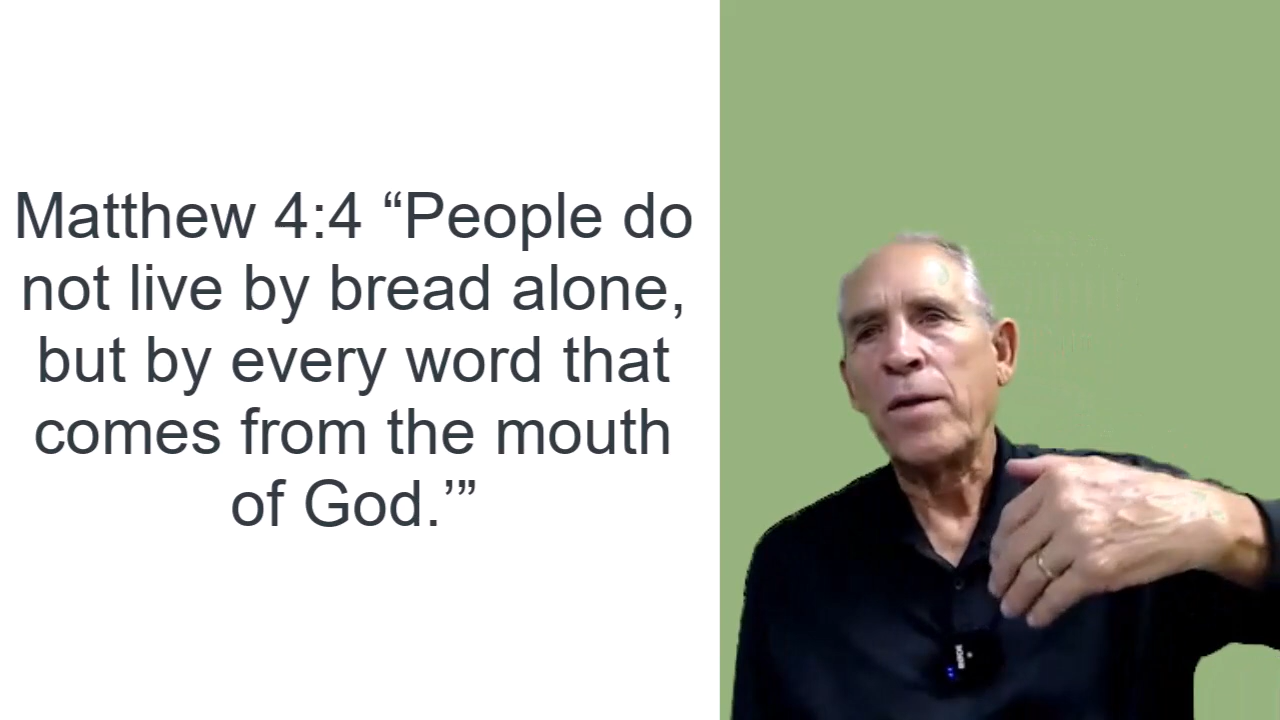 Matthew 4:4 “People do
not live by bread alone,
but by every word that
comes from the mouth
of God.’”
RODE